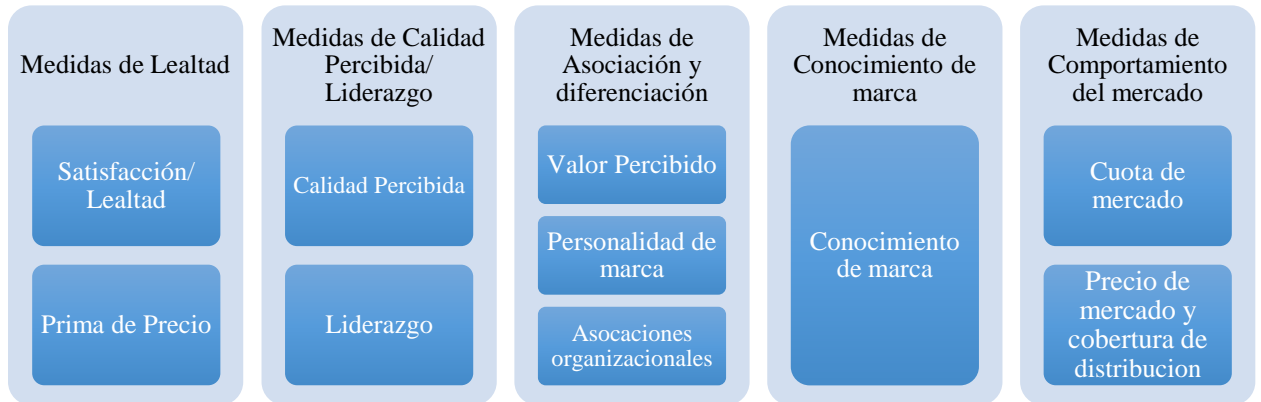 Medidas de Lealtad
Satisfacción/
Lealtad
Prima de Precio
Medidas de Calidad
Percibida/
Liderazgo
Calidad Percibida
Liderazgo
Medidas de
Asociación y
diferenciación
Valor Percibido
Personalidad de
marca
Asocaciones
organizacionales
Medidas de
Conocimiento de
marca
Conocimiento
de marca
Medidas de
Comportamiento
del mercado
Cuota de
mercado
Precio de
mercado y
cobertura de
distribucion